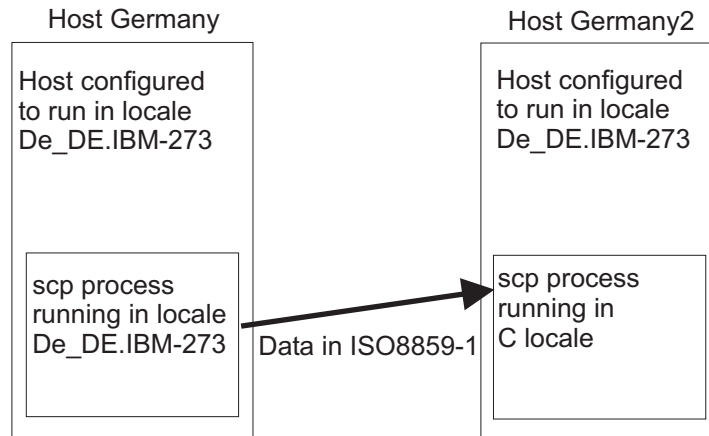 Host Germany
Host configured
to run in locale
De_DE.IBM-273
scp process
running in locale
De_DE.IBM-273
Data in ISO8859-1
Host Germany2
Host configured
to run in locale
De_DE.IBM-273
scp process
running in
C locale